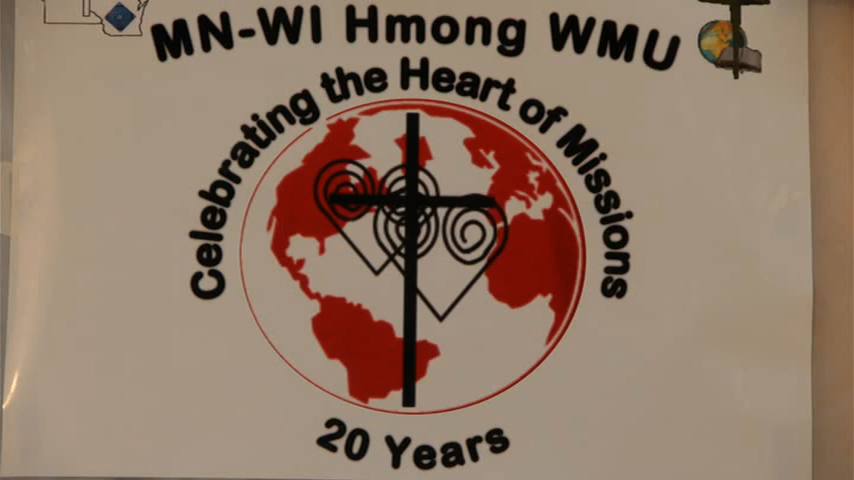 MN-WI Hmong WMU
Celebrating the Heart of Missions
20 Years